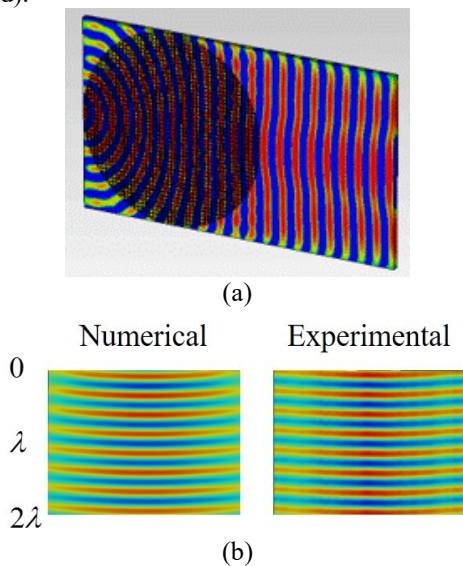 d).
(a)
Numerical Experimental
0
λ
2λ
(b)